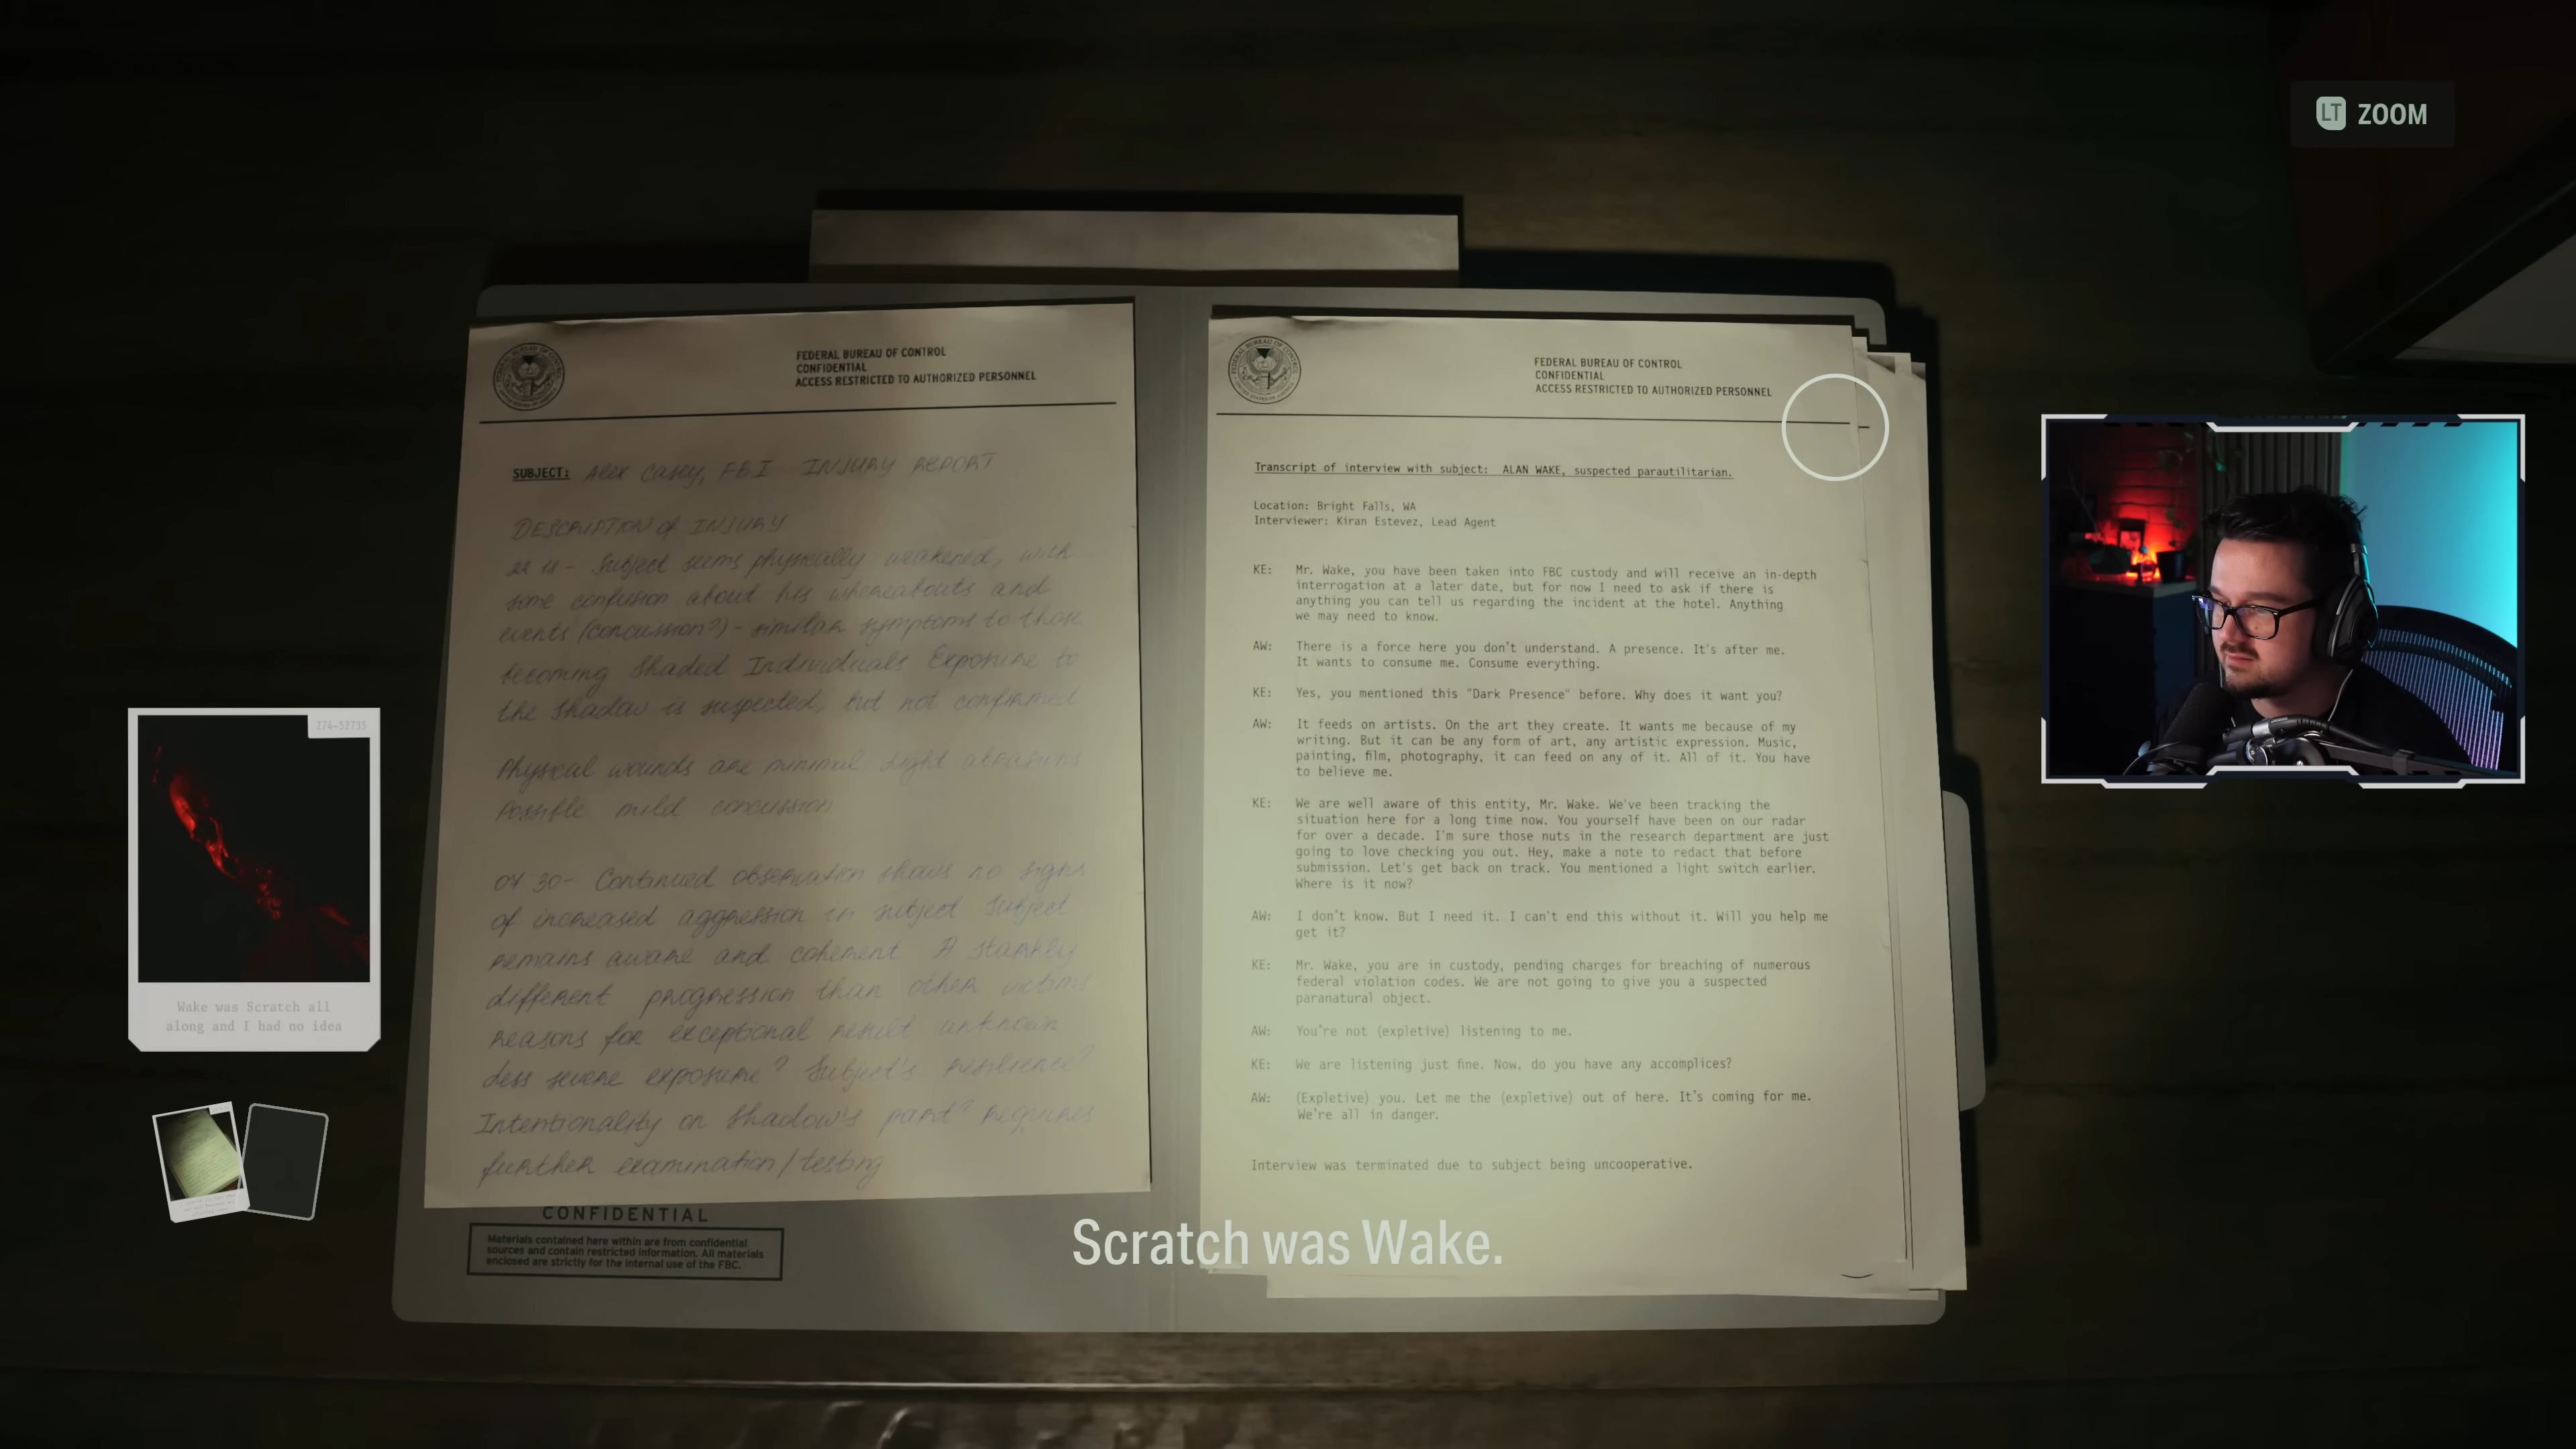 LT ZOOM
FEDERAL BUREAU OF CONTROL
CONFIDENTIAL
ACCESS RESTRICTED TO AUTHORIZED PERSONNEL
SUBJECT: Alex Casey, FBI INJURY REPORT
DESCRIPTION of INJURY
Subject seems physically weakened, with
some confusion about his whereabouts and
events (concussion?) - similar symptoms to those
becoming Shaded Individuals Exposure to
the Shadow is suspected, but not confirmed
Physical wounds are minimal slight abrasions
Possible mild concussion
04 30- Continued observation shows no signs
of increased aggression in subject Subject
remains aware and coherent A starkly
different progression than other victims
reasons for exceptional result unknown
Less severe exposure? Subject's resilience?
Intentionality on Shadow's part? Requires
further examination/testing
CONFIDENTIAL
Materials contained here within are from confidential
sources and contain restricted information. All materials
enclosed are strictly for the internal use of the FBC.
FEDERAL BUREAU OF CONTROL
CONFIDENTIAL
ACCESS RESTRICTED TO AUTHORIZED PERSONNEL
Transcript of interview with subject: ALAN WAKE, suspected parautilitarian.
Location: Bright Falls, WA
Interviewer: Kiran Estevez, Lead Agent
KE: Mr. Wake, you have been taken into FBC custody and will receive an in-depth
interrogation at a later date, but for now I need to ask if there is
anything you can tell us regarding the incident at the hotel. Anything
we may need to know.
AW: There is a force here you don't understand. A presence. It's after me.
It wants to consume me. Consume everything.
KE: Yes, you mentioned this "Dark Presence" before. Why does it want you?
AW: It feeds on artists. On the art they create. It wants me because of my
writing. But it can be any form of art, any artistic expression. Music,
painting, film, photography, it can feed on any of it. All of it. You have
to believe me.
KE: We are well aware of this entity, Mr. Wake. We've been tracking the
situation here for a long time now. You yourself have been on our radar
for over a decade. I'm sure those nuts in the research department are just
going to love checking you out. Hey, make a note to redact that before
submission. Let's get back on track. You mentioned a light switch earlier.
Where is it now?
AW: I don't know. But I need it. I can't end this without it. Will you help me
get it?
KE: Mr. Wake, you are in custody, pending charges for breaching of numerous
federal violation codes. We are not going to give you a suspected
paranatural object.
AW: You're not (expletive) listening to me.
KE: We are listening just fine. Now, do you have any accomplices?
AW: (Expletive) you. Let me the (expletive) out of here. It's coming for me.
We're all in danger.
Interview was terminated due to subject being uncooperative.
274-52735
Wake was Scratch all
along and I had no idea
Scratch was Wake.